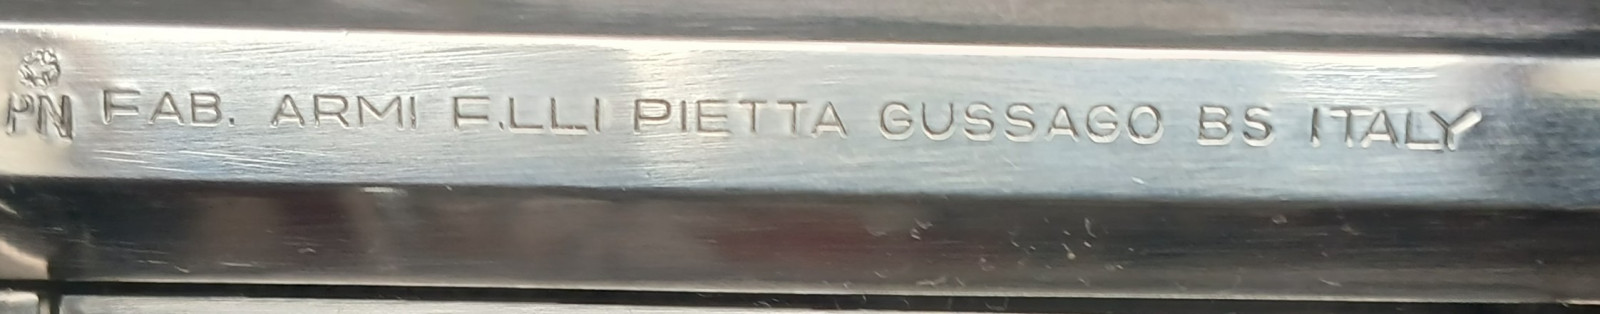 PN FAB. ARMI F.LLI PIETTA GUSSAGO BS ITALY